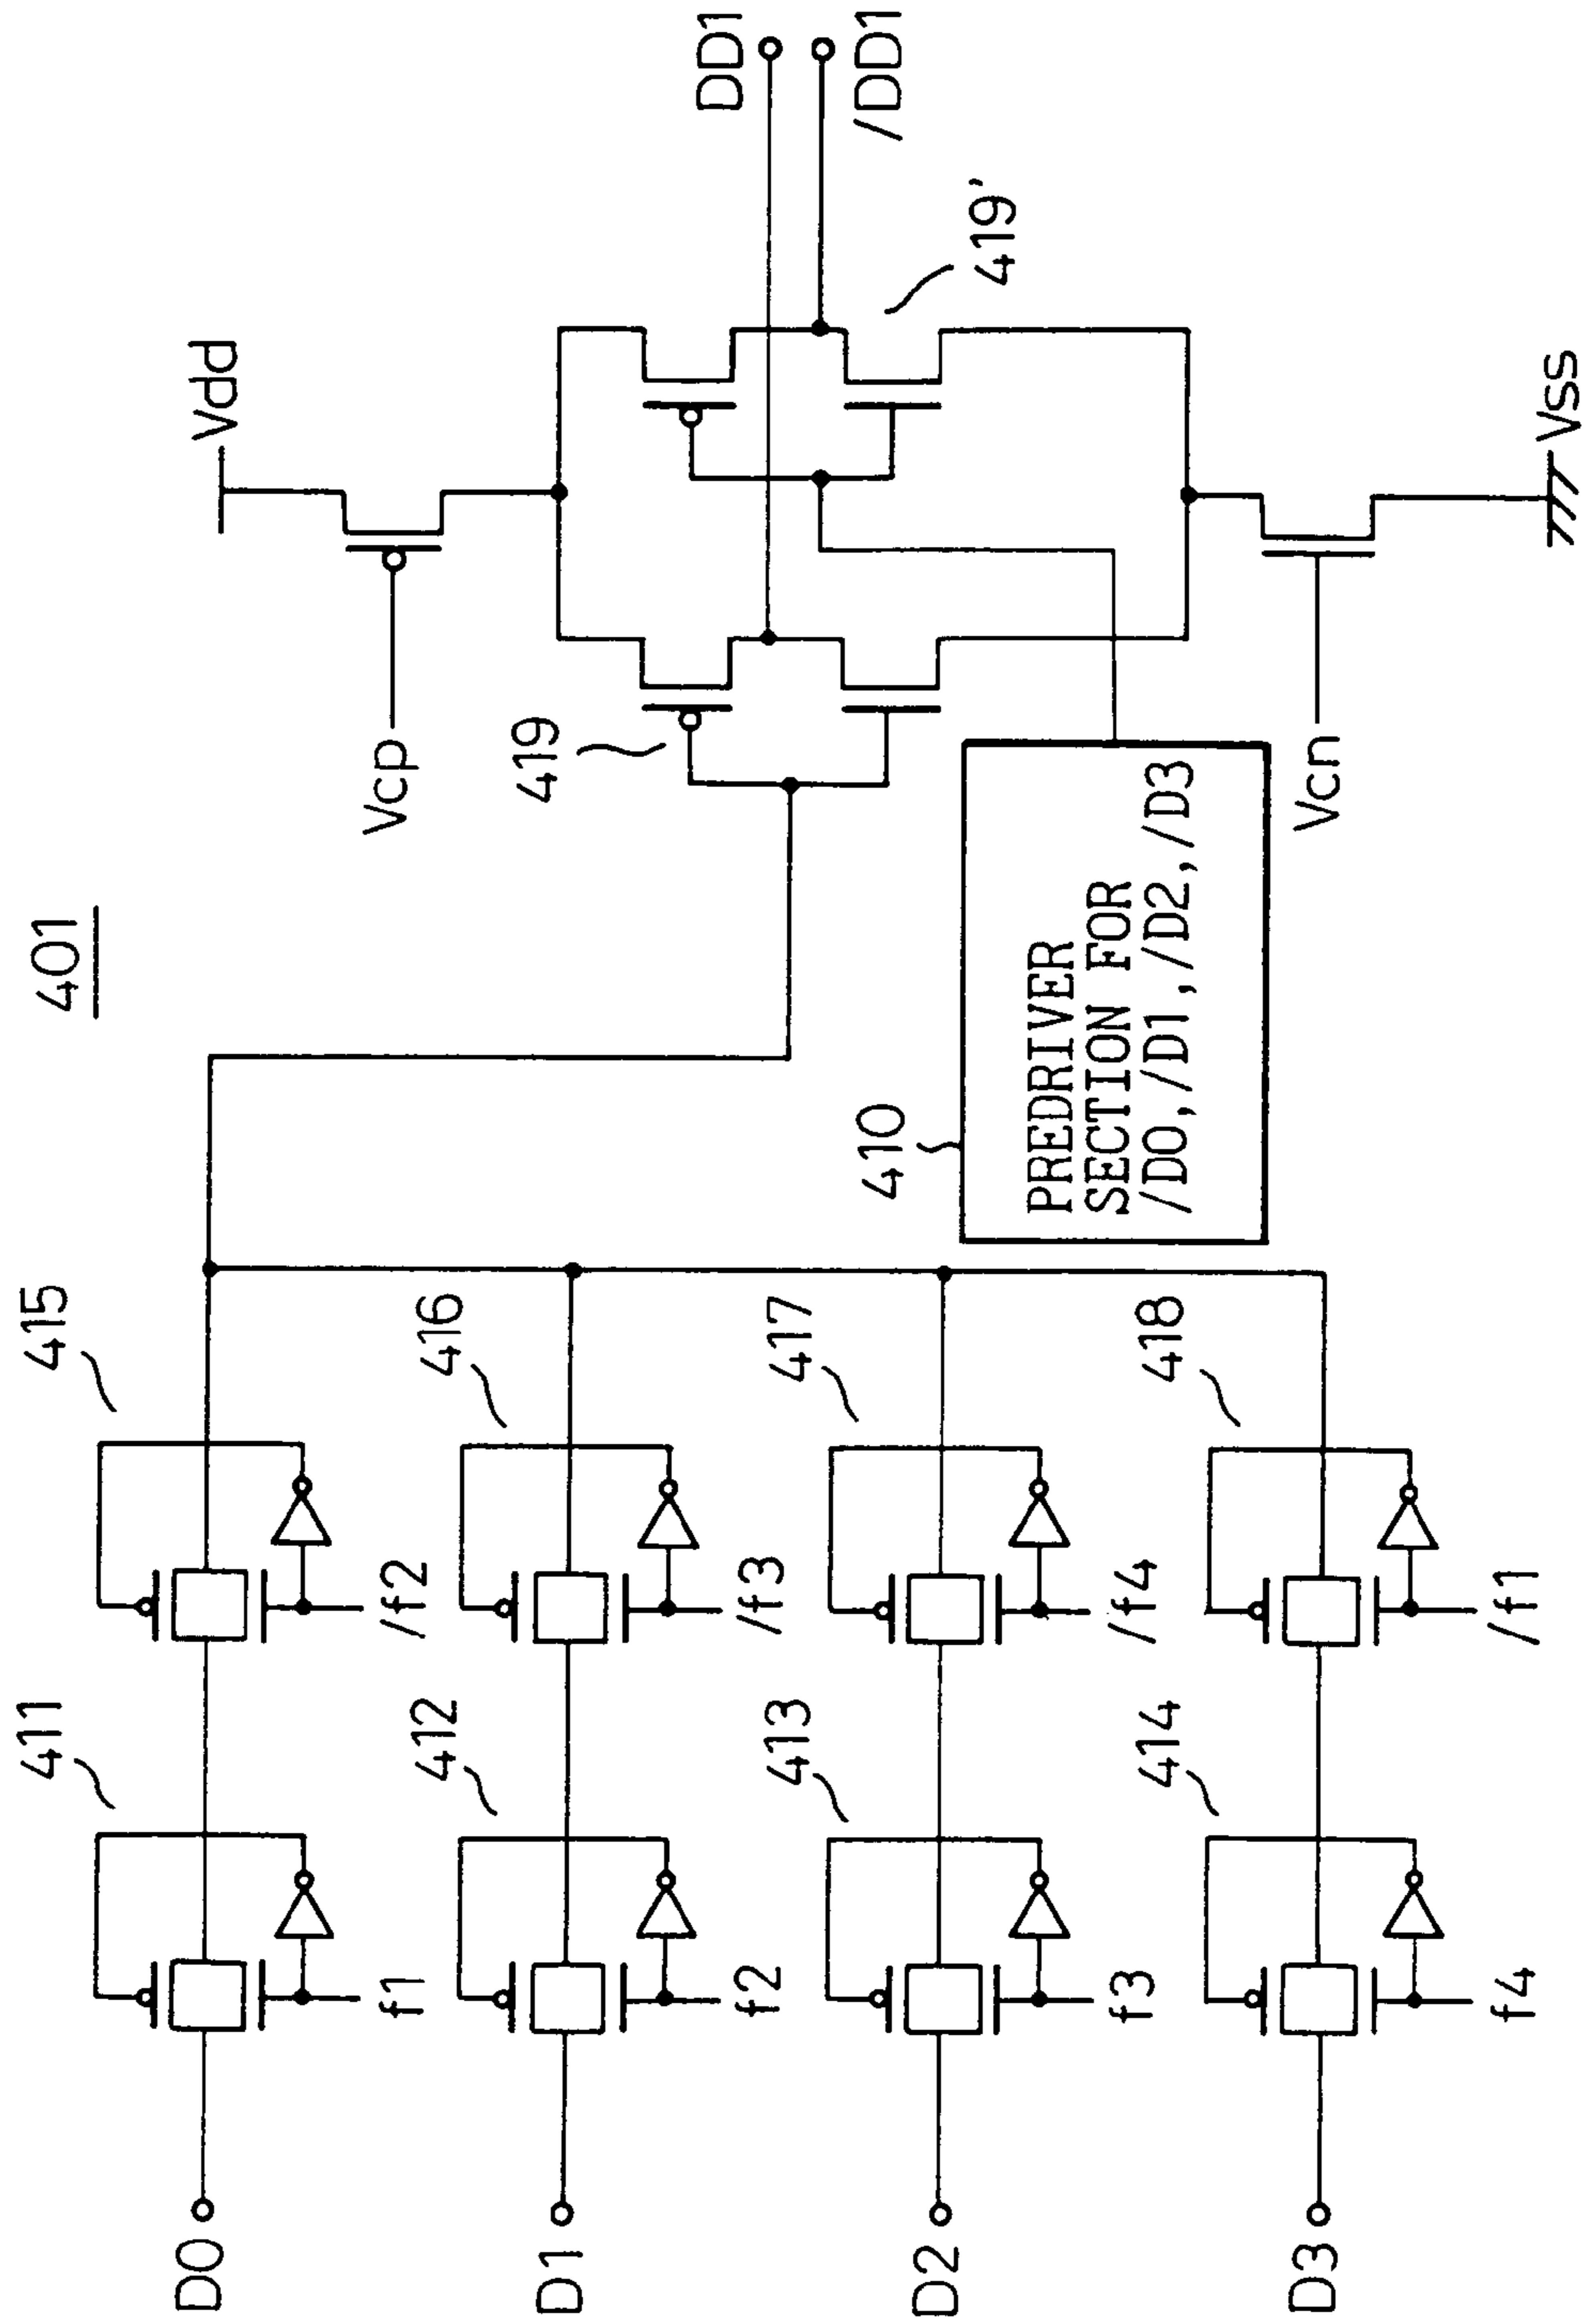 401
D0
411
f1
415
/f2
D1
412
f2
416
/f3
D2
413
f3
417
/f4
D3
414
f4
418
/f1
410
PREDRIVER
SECTION FOR
/D0,/D1,/D2,/D3
419
Vcp
Vcn
Vdd
Vss
419'
DD1
/DD1